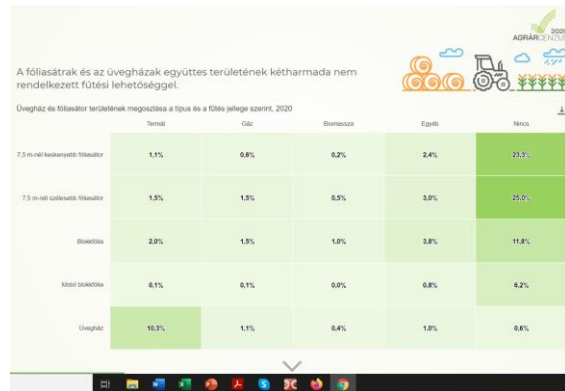 2020
AGRÁRCENZUS
A fóliasátrak és az üvegházak együttes területének kétharmada nem
rendelkezett fűtési lehetőséggel.
Üvegház és fóliasátor területének megoszlása a típus és a fűtés jellege szerint, 2020
Termál Gáz Biomassza Egyéb Nincs
7,5 m-nél keskenyebb fóliasátor 1,1% 0,6% 0,2% 2,4% 23,3%
7,5 m-nél szélesebb fóliasátor 1,5% 1,5% 0,5% 3,0% 25,0%
Blokkfólia 2,0% 1,5% 1,0% 3,8% 11,8%
Mobil blokkfólia 0,1% 0,1% 0,0% 0,8% 6,2%
Üvegház 10,3% 1,1% 0,4% 1,0% 0,6%